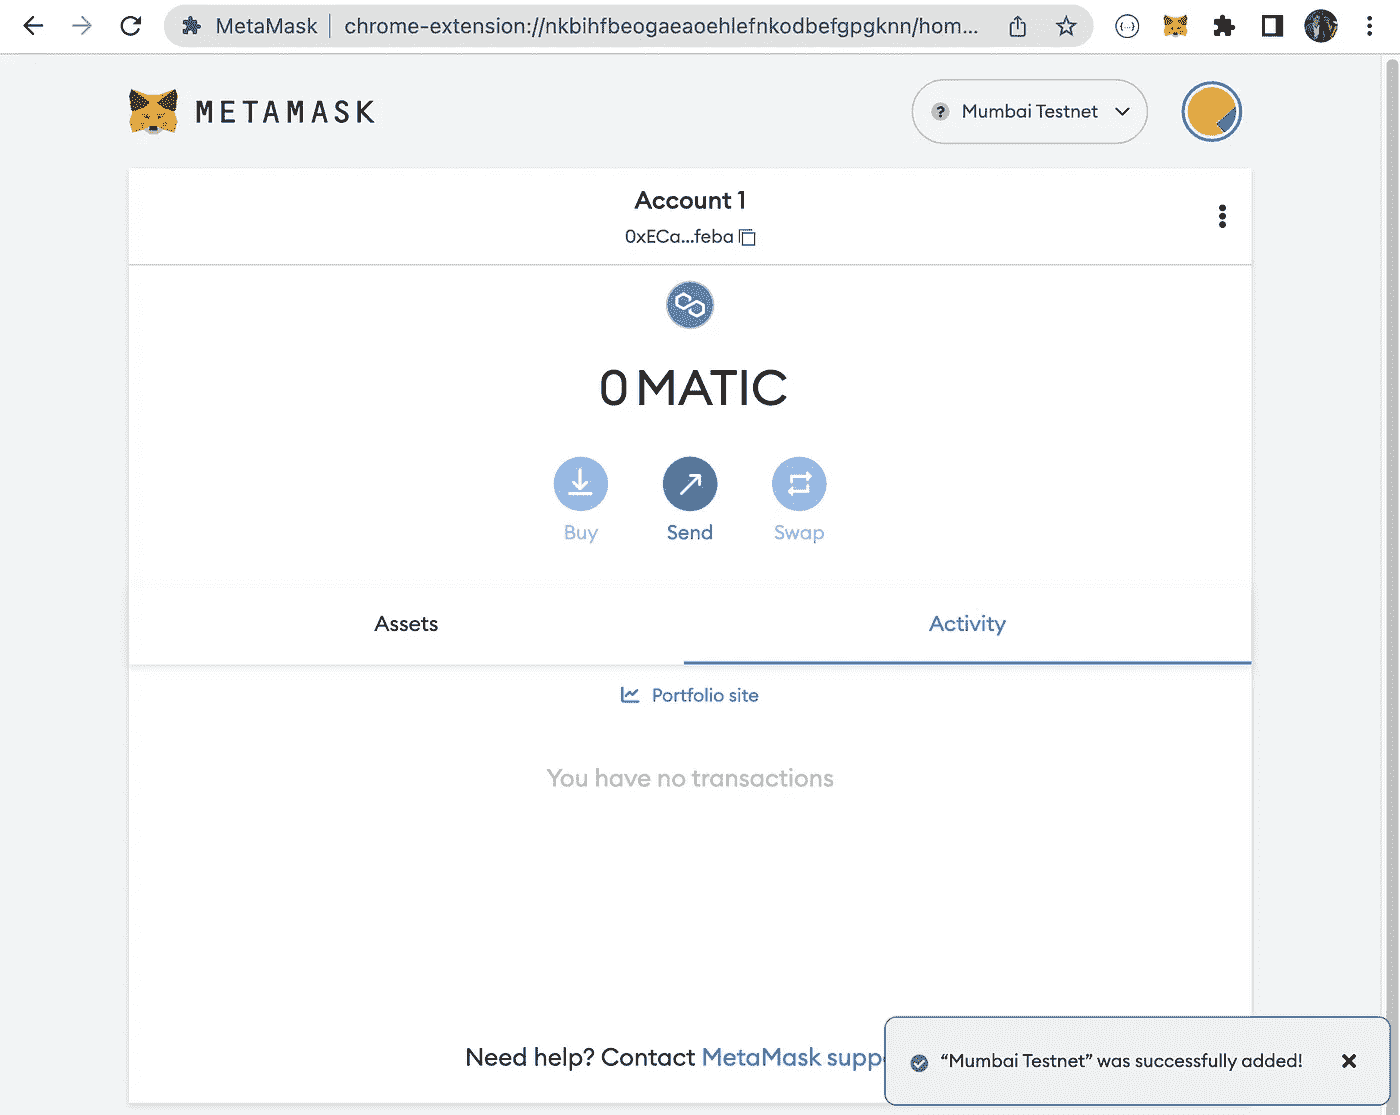 MetaMask chrome-extension://nkbihfbeogaeaoehlefnkodbefgpgknn/hom...
METAMASK
? Mumbai Testnet
Account 1
0xECa...feba
0 MATIC
Buy Send Swap
Assets Activity
Portfolio site
You have no transactions
Need help? Contact MetaMask supp
“Mumbai Testnet” was successfully added!